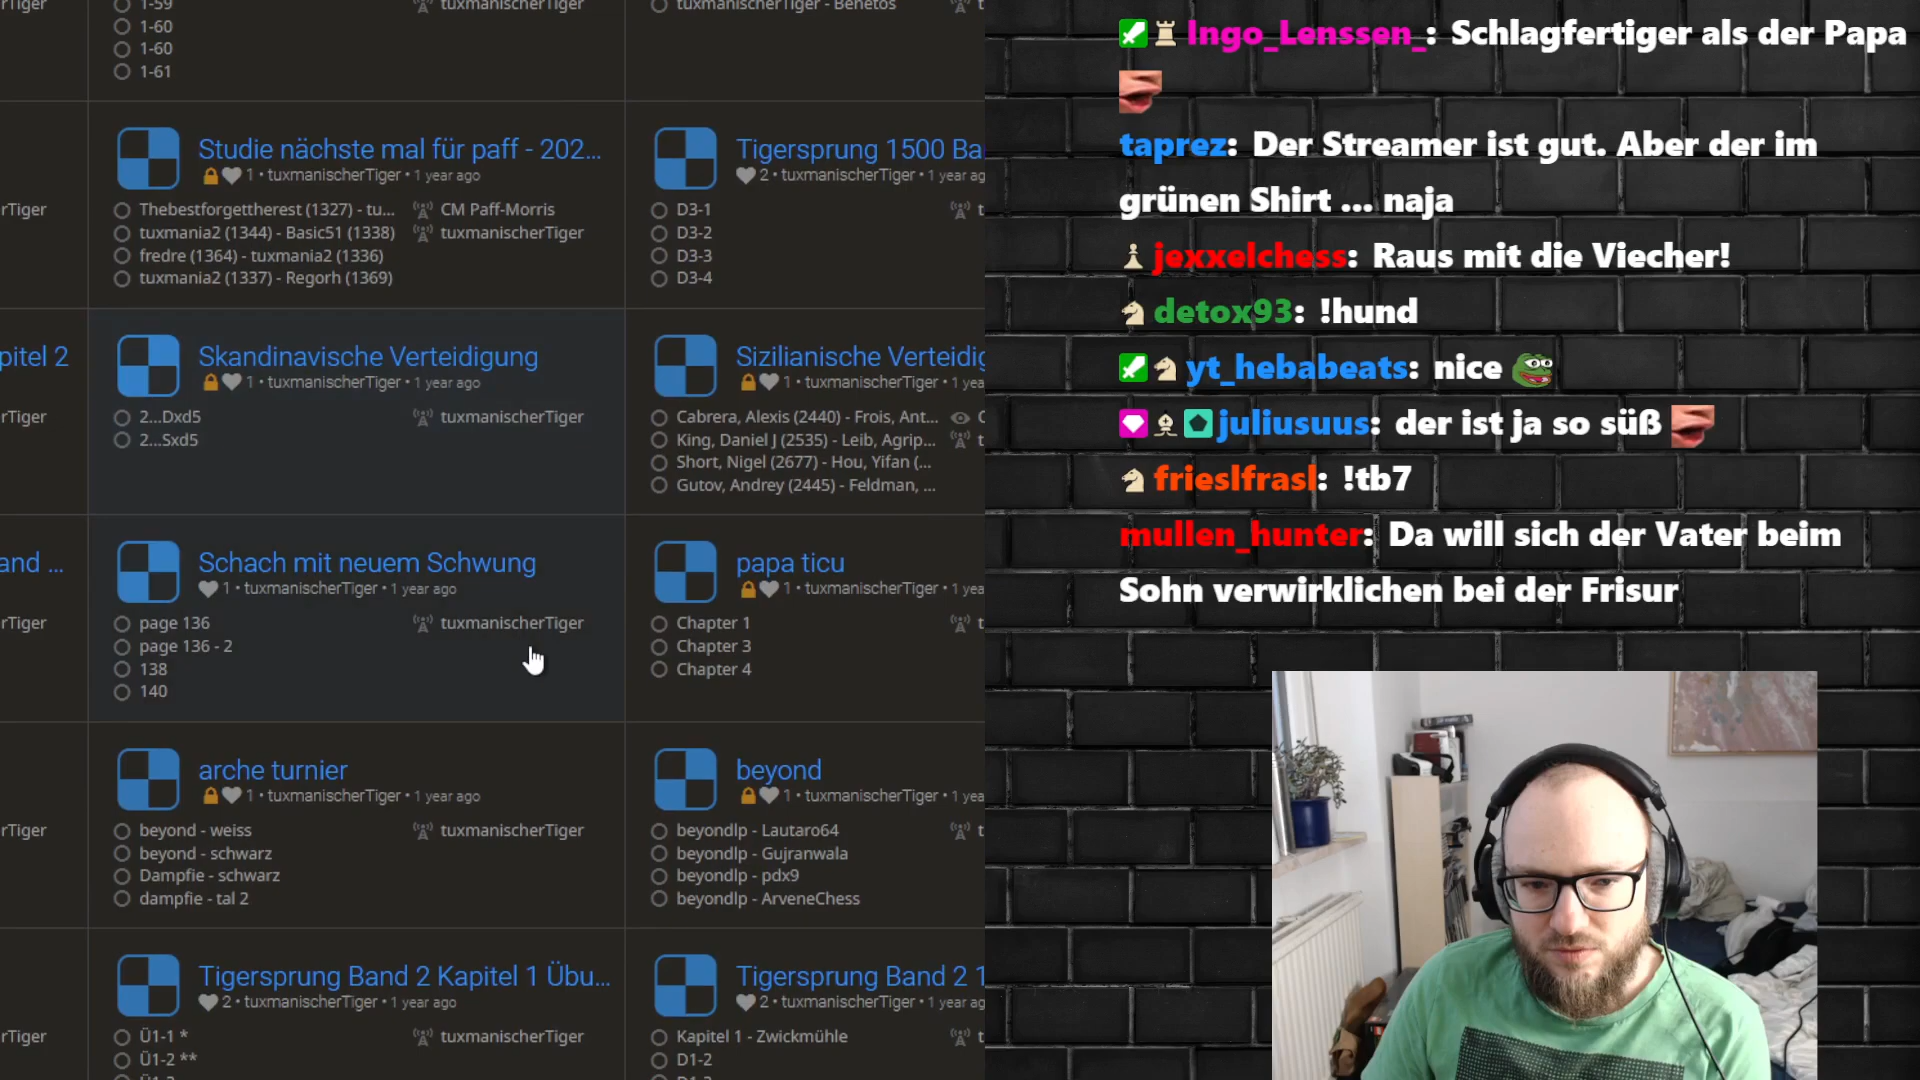 1-59
1-60
1-60
1-61
tuxmanischerTiger
tuxmanischerTiger - Benetos
rTiger
Studie nächste mal für paff - 202...
1 • tuxmanischerTiger • 1 year ago
Thebestforgettherest (1327) - tu...
CM Paff-Morris
tuxmania2 (1344) - Basic51 (1338)
tuxmanischerTiger
fredre (1364) - tuxmania2 (1336)
tuxmania2 (1337) - Regorh (1369)
Tigersprung 1500 Ba
2 • tuxmanischerTiger • 1 year ag
D3-1
D3-2
D3-3
D3-4
pitel 2
rTiger
Skandinavische Verteidigung
1 • tuxmanischerTiger • 1 year ago
2...Dxd5
tuxmanischerTiger
2...Sxd5
Sizilianische Verteidig
1 • tuxmanischerTiger • 1 yea
Cabrera, Alexis (2440) - Frois, Ant...
King, Daniel J (2535) - Leib, Agrip...
Short, Nigel (2677) - Hou, Yifan (...
Gutov, Andrey (2445) - Feldman, ...
and ...
rTiger
Schach mit neuem Schwung
1 • tuxmanischerTiger • 1 year ago
page 136
tuxmanischerTiger
page 136 - 2
138
140
papa ticu
1 • tuxmanischerTiger • 1 yea
Chapter 1
Chapter 3
Chapter 4
rTiger
arche turnier
1 • tuxmanischerTiger • 1 year ago
beyond - weiss
tuxmanischerTiger
beyond - schwarz
Dampfie - schwarz
dampfie - tal 2
beyond
1 • tuxmanischerTiger • 1 yea
beyondlp - Lautaro64
beyondlp - Gujranwala
beyondlp - pdx9
beyondlp - ArveneChess
rTiger
Tigersprung Band 2 Kapitel 1 Übu...
2 • tuxmanischerTiger • 1 year ago
Ü1-1 *
tuxmanischerTiger
Ü1-2 **
Tigersprung Band 2 1
2 • tuxmanischerTiger • 1 year ag
Kapitel 1 - Zwickmühle
D1-2
Ingo_Lenssen_: Schlagfertiger als der Papa
taprez: Der Streamer ist gut. Aber der im
grünen Shirt ... naja
jexxelchess: Raus mit die Viecher!
detox93: !hund
yt_hebabeats: nice
juliusuus: der ist ja so süß
frieslfrasl: !tb7
mullen_hunter: Da will sich der Vater beim
Sohn verwirklichen bei der Frisur